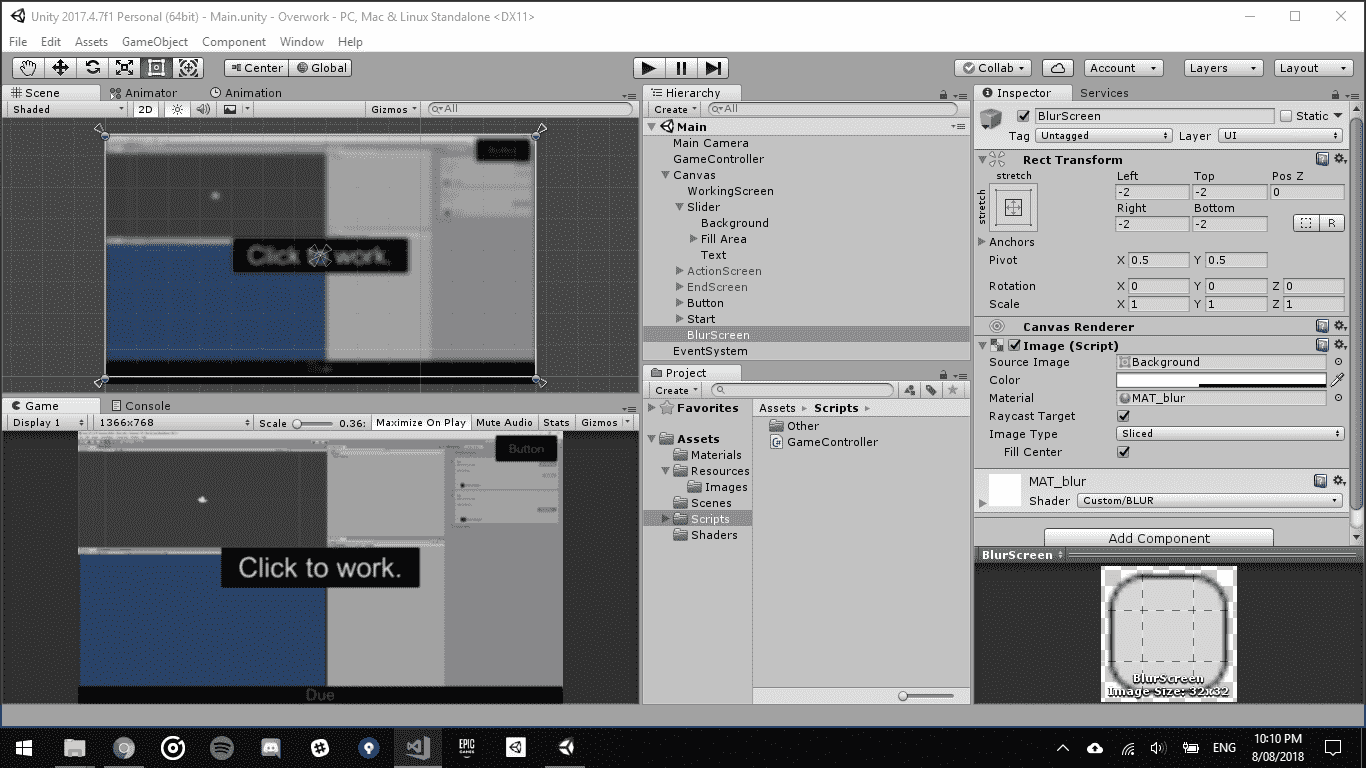 Unity 2017.4.7f1 Personal (64bit) - Main.unity - Overwork - PC, Mac & Linux Standalone <DX11>
File Edit Assets GameObject Component Window Help
Center Global
Collab Account Layers Layout
Scene Animator Animation
Shaded 2D Gizmos All
Click to work.
Game Console
Display 1 1366x768 Scale 0.36: Maximize On Play Mute Audio Stats Gizmos
Button
Click to work.
Due
Hierarchy
Create All
Main
Main Camera
GameController
Canvas
WorkingScreen
Slider
Background
Fill Area
Text
ActionScreen
EndScreen
Button
Start
BlurScreen
EventSystem
Project
Create
Favorites
Assets
Materials
Resources
Images
Scenes
Scripts
Shaders
Assets Scripts
Other
GameController
Inspector Services
BlurScreen Static
Tag Untagged Layer UI
Rect Transform
stretch
stretch
Left Top Pos Z
-2 -2 0
Right Bottom
-2 -2
R
Anchors
Pivot X 0.5 Y 0.5
Rotation X 0 Y 0 Z 0
Scale X 1 Y 1 Z 1
Canvas Renderer
Image (Script)
Source Image Background
Color
Material MAT_blur
Raycast Target
Image Type Sliced
Fill Center
MAT_blur
Shader Custom/BLUR
Add Component
BlurScreen
BlurScreen
Image Size: 32x32
EPIC
GAMES
ENG
10:10 PM
8/08/2018